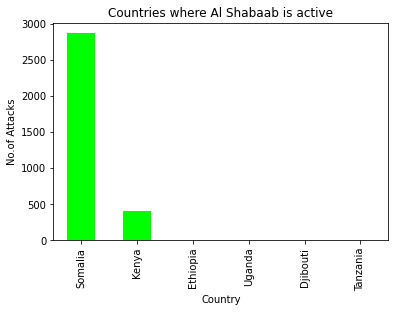 Countries where Al Shabaab is active
No.of Attacks
3000
2500
2000
1500
1000
500
0
Somalia
Kenya
Ethiopia
Uganda
Djibouti
Tanzania
Country